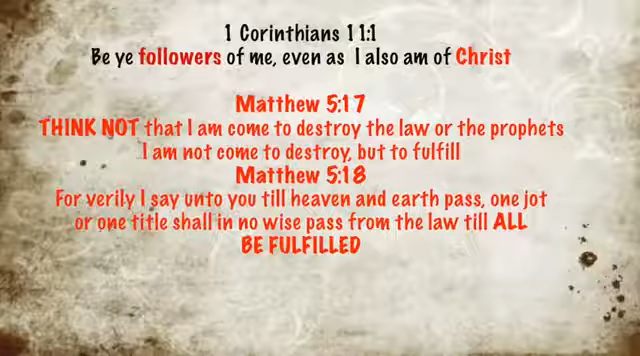 1 Corinthians 11:1
Be ye followers of me, even as I also am of Christ
Matthew 5:17
THINK NOT that I am come to destroy the law or the prophets
I am not come to destroy, but to fulfill
Matthew 5:18
For verily I say unto you till heaven and earth pass, one jot
or one title shall in no wise pass from the law till ALL
BE FULFILLED